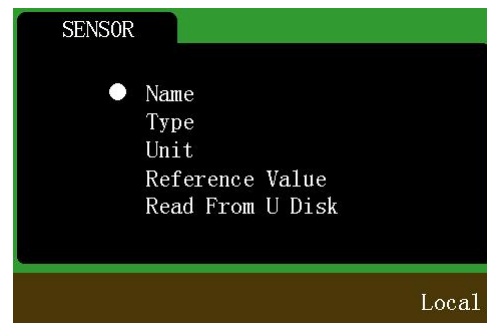 SENSOR
Name
Type
Unit
Reference Value
Read From U Disk
Local